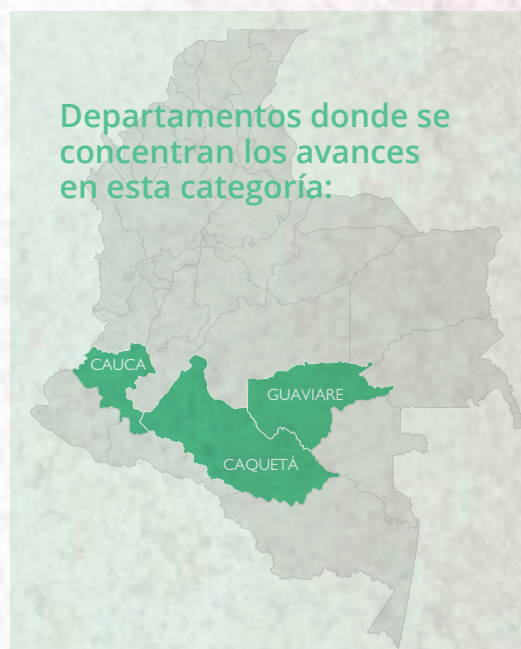 Departamentos donde se
concentran los avances
en esta categoría:
CAUCA
GUAVIARE
CAQUETÁ